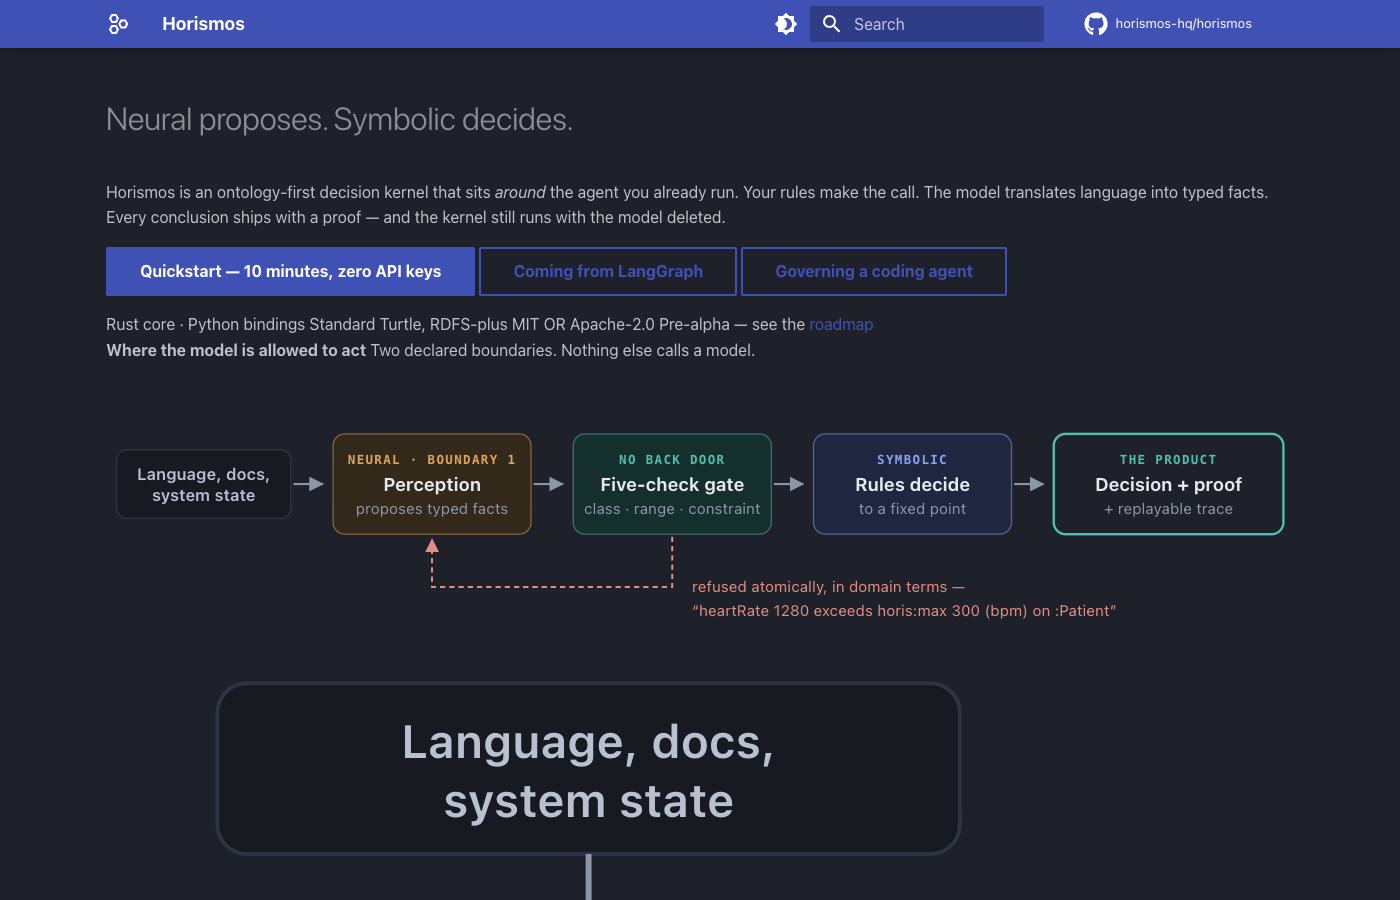 Horismos
Search
horismos-hq/horismos
Neural proposes. Symbolic decides.
Horismos is an ontology-first decision kernel that sits around the agent you already run. Your rules make the call. The model translates language into typed facts.
Every conclusion ships with a proof — and the kernel still runs with the model deleted.
Quickstart — 10 minutes, zero API keys
Coming from LangGraph
Governing a coding agent
Rust core · Python bindings Standard Turtle, RDFS-plus MIT OR Apache-2.0 Pre-alpha — see the roadmap
Where the model is allowed to act Two declared boundaries. Nothing else calls a model.
Language, docs,
system state
NEURAL · BOUNDARY 1
Perception
proposes typed facts
NO BACK DOOR
Five-check gate
class · range · constraint
SYMBOLIC
Rules decide
to a fixed point
THE PRODUCT
Decision + proof
+ replayable trace
refused atomically, in domain terms —
“heartRate 1280 exceeds horis:max 300 (bpm) on :Patient”
Language, docs,
system state